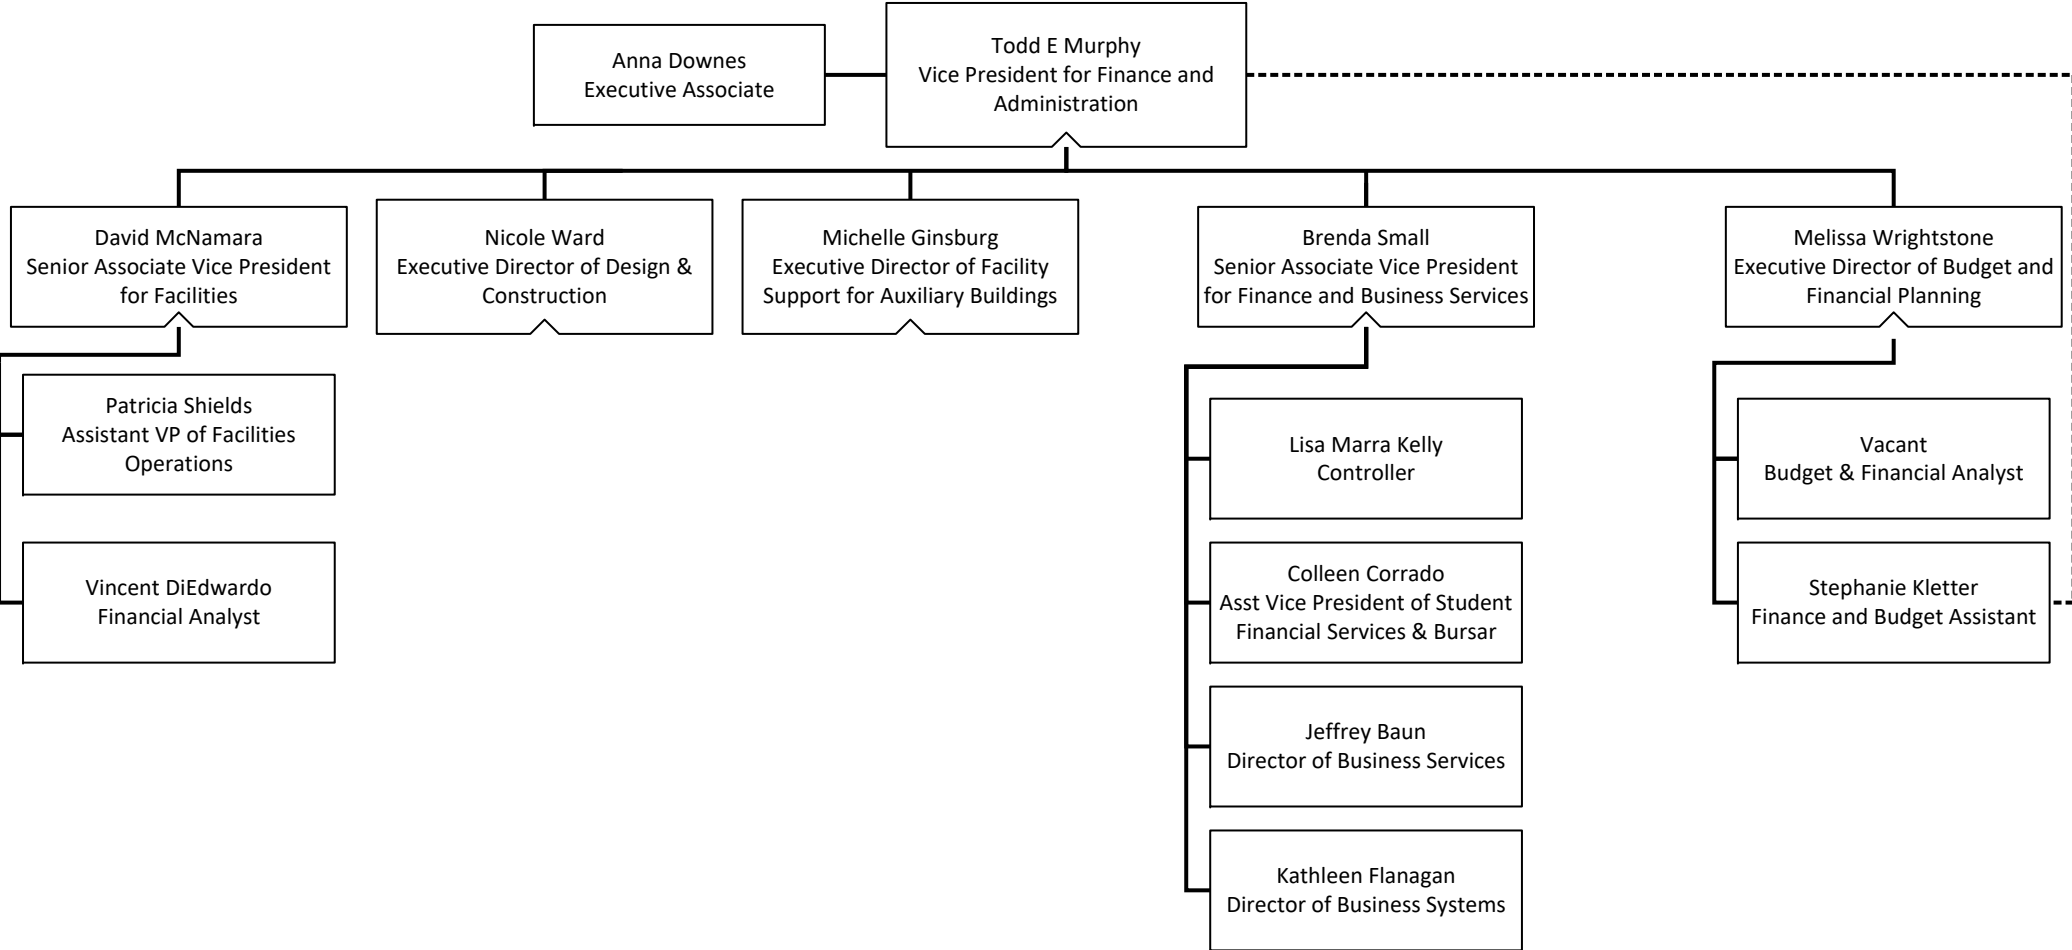 Anna Downes
Executive Associate
Todd E Murphy
Vice President for Finance and
Administration
David McNamara
Senior Associate Vice President
for Facilities
Nicole Ward
Executive Director of Design &
Construction
Michelle Ginsburg
Executive Director of Facility
Support for Auxiliary Buildings
Brenda Small
Senior Associate Vice President
for Finance and Business Services
Melissa Wrightstone
Executive Director of Budget and
Financial Planning
Patricia Shields
Assistant VP of Facilities
Operations
Vincent DiEdwardo
Financial Analyst
Lisa Marra Kelly
Controller
Colleen Corrado
Asst Vice President of Student
Financial Services & Bursar
Jeffrey Baun
Director of Business Services
Kathleen Flanagan
Director of Business Systems
Vacant
Budget & Financial Analyst
Stephanie Kletter
Finance and Budget Assistant